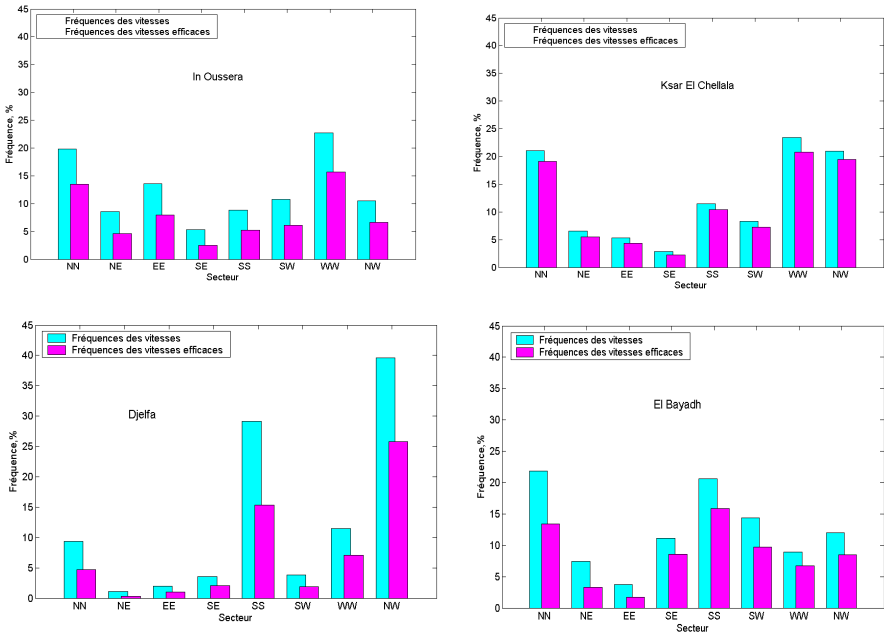 Fréquences des vitesses
Fréquences des vitesses efficaces
In Oussera
Fréquence, %
45
40
35
30
25
20
15
10
5
0
NN NE EE SE SS SW WW NW
Secteur
Fréquences des vitesses
Fréquences des vitesses efficaces
Ksar El Chellala
Fréquence, %
45
40
35
30
25
20
15
10
5
0
NN NE EE SE SS SW WW NW
Secteur
Fréquences des vitesses
Fréquences des vitesses efficaces
Djelfa
Fréquence,%
45
40
35
30
25
20
15
10
5
0
NN NE EE SE SS SW WW NW
Secteur
Fréquences des vitesses
Fréquences des vitesses efficaces
El Bayadh
Fréquence, %
45
40
35
30
25
20
15
10
5
0
NN NE EE SE SS SW WW NW
Secteur